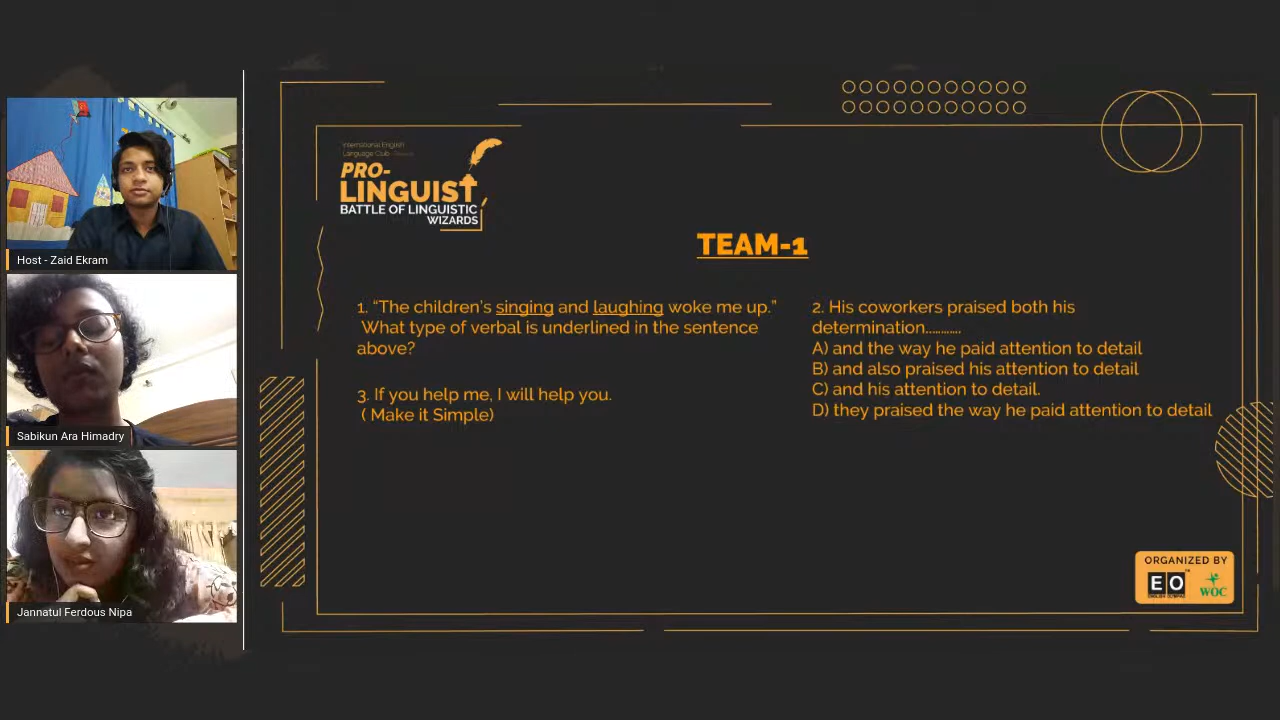 Host - Zaid Ekram
Sabikun Ara Himadry
Jannatul Ferdous Nipa
International English
Language Club
PRO-
LINGUIST
BATTLE OF LINGUISTIC
WIZARDS
TEAM-1
1. “The children’s singing and laughing woke me up.”
What type of verbal is underlined in the sentence
above?
3. If you help me, I will help you.
( Make it Simple)
2. His coworkers praised both his
determination............
A) and the way he paid attention to detail
B) and also praised his attention to detail
C) and his attention to detail.
D) they praised the way he paid attention to detail
ORGANIZED BY
EO
WOC